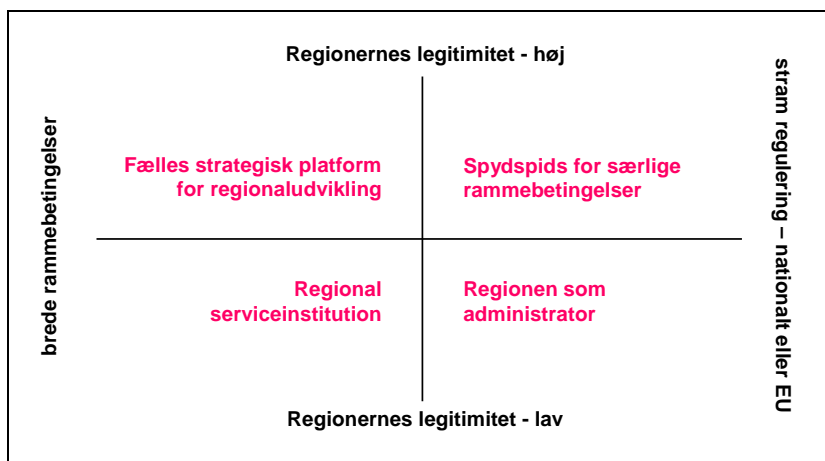 Regionernes legitimitet - høj
brede rammebetingelser
stram regulering – nationalt eller EU
Fælles strategisk platform
for regionaludvikling
Spydspids for særlige
rammebetingelser
Regional
serviceinstitution
Regionen som
administrator
Regionernes legitimitet - lav